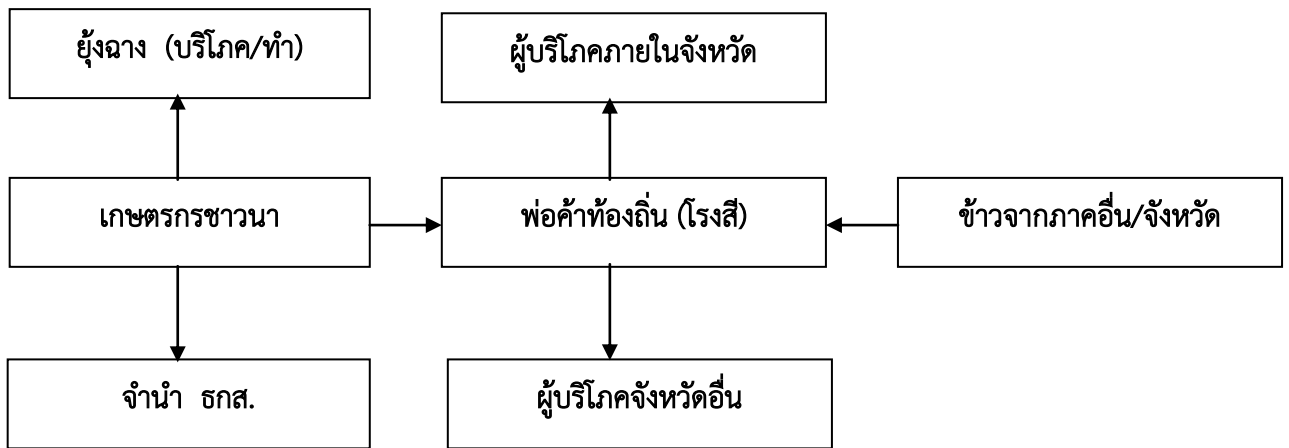 ยุ้งฉาง (บริโภค/ทำ)
ผู้บริโภคภายในจังหวัด
เกษตรกรชาวนา
พ่อค้าท้องถิ่น (โรงสี)
ข้าวจากภาคอื่น/จังหวัด
จำนำ ธกส.
ผู้บริโภคจังหวัดอื่น